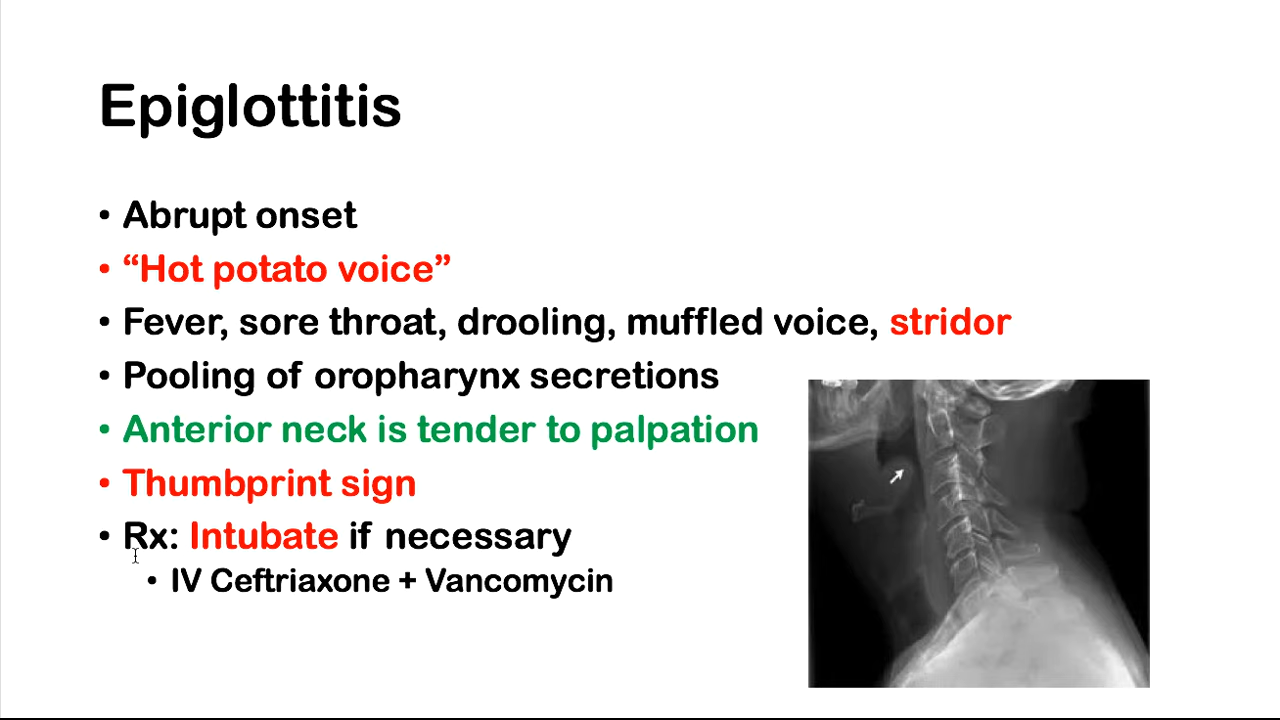 Epiglottitis
• Abrupt onset
• “Hot potato voice”
• Fever, sore throat, drooling, muffled voice, stridor
• Pooling of oropharynx secretions
• Anterior neck is tender to palpation
• Thumbprint sign
• Rx: Intubate if necessary
• IV Ceftriaxone + Vancomycin